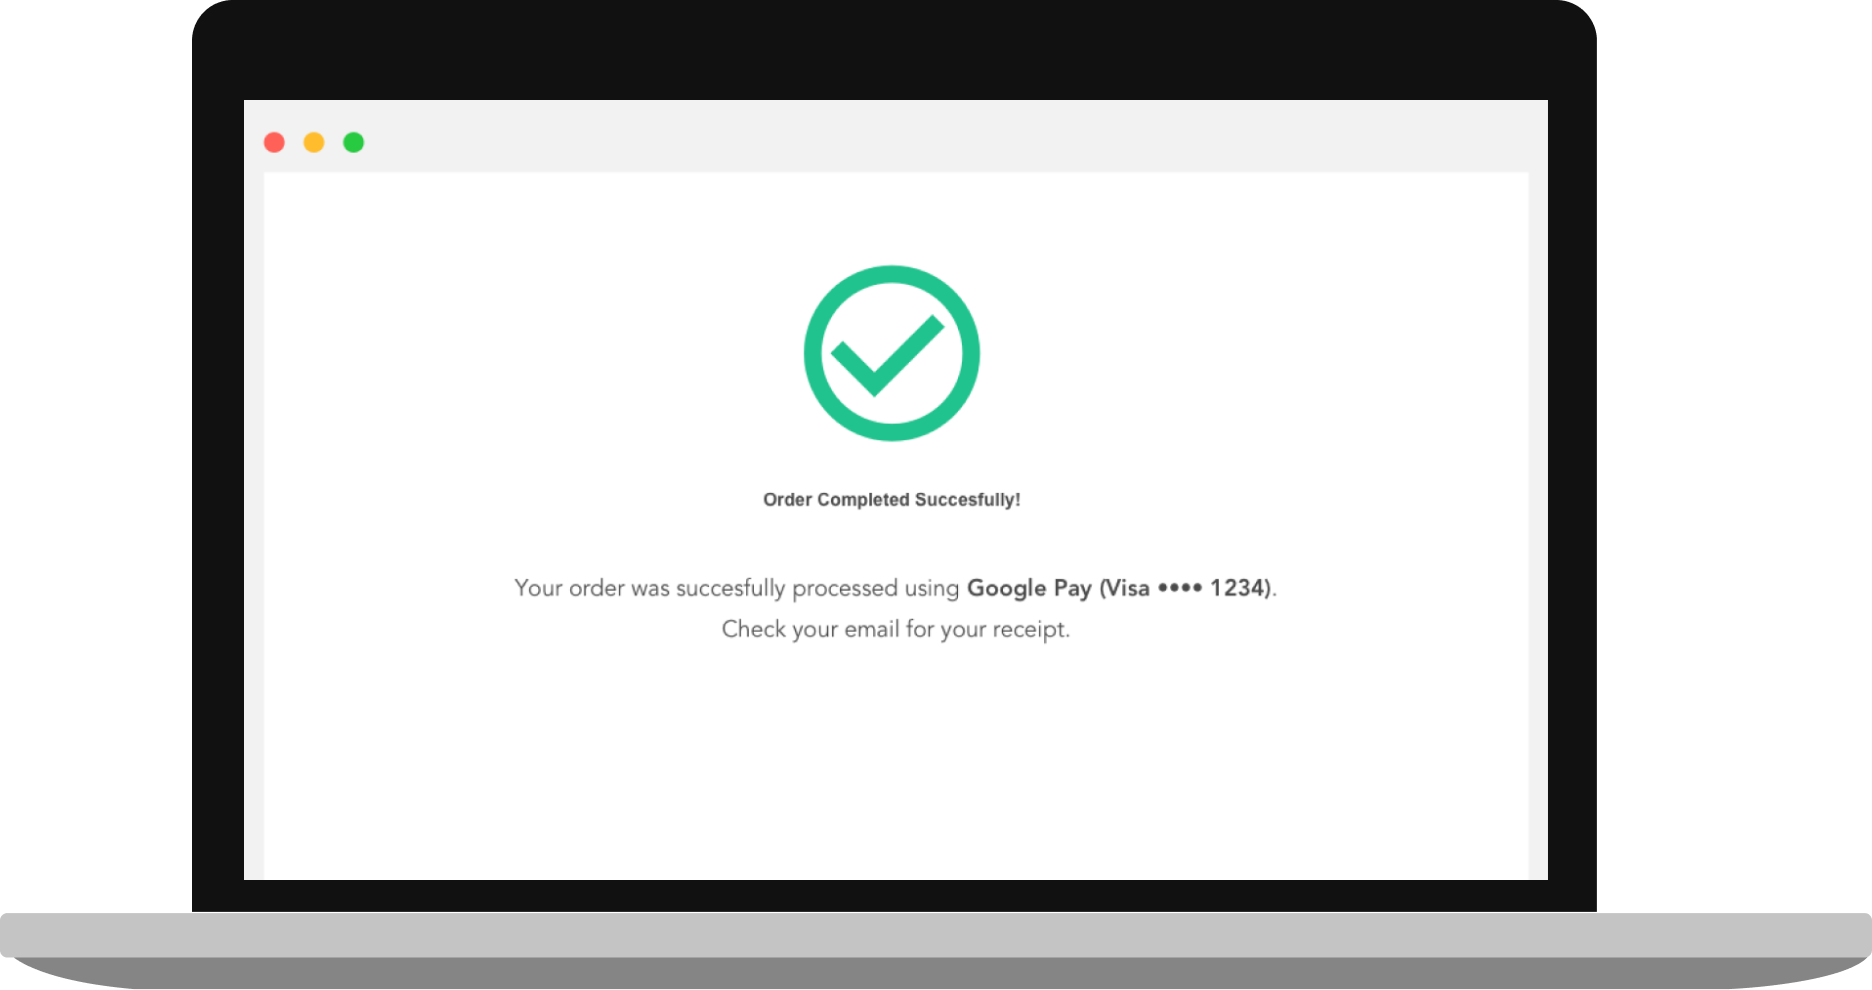 Order Completed Succesfully!
Your order was succesfully processed using Google Pay (Visa •••• 1234).
Check your email for your receipt.